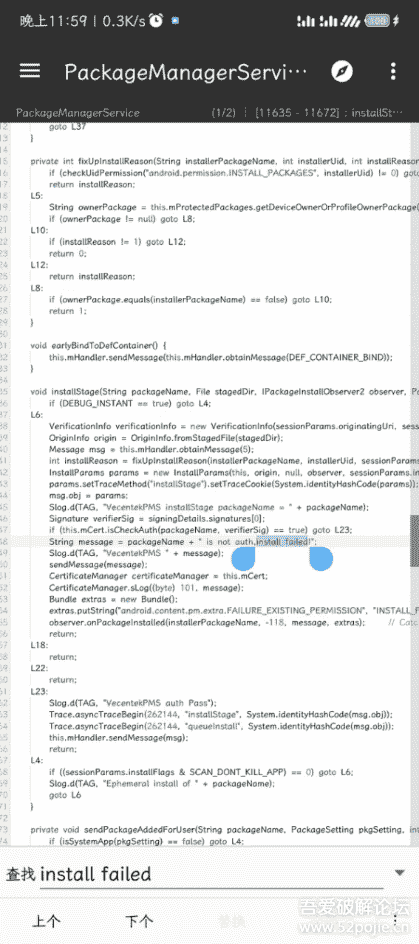 晚上11:59 | 0.3K/s
100
PackageManagerServi...
PackageManagerService (1/2) ⋮ [11635 - 11672] : installSt...
goto L37
}
private int fixUpInstallReason(String installerPackageName, int installerUid, int installReason
if (checkUidPermission("android.permission.INSTALL_PACKAGES", installerUid) != 0) goto
return installReason;
L5:
String ownerPackage = this.mProtectedPackages.getDeviceOwnerOrProfileOwnerPackage(
if (ownerPackage != null) goto L8;
L10:
if (installReason != 1) goto L12;
return 0;
L12:
return installReason;
L8:
if (ownerPackage.equals(installerPackageName) == false) goto L10;
return 1;
}
void earlyBindToDefContainer() {
this.mHandler.sendMessage(this.mHandler.obtainMessage(DEF_CONTAINER_BIND));
}
void installStage(String packageName, File stagedDir, IPackageInstallObserver2 observer, Pa
if (DEBUG_INSTANT == true) goto L4;
L6:
VerificationInfo verificationInfo = new VerificationInfo(sessionParams.originatingUri, sess
OriginInfo origin = OriginInfo.fromStagedFile(stagedDir);
Message msg = this.mHandler.obtainMessage(5);
int installReason = fixUpInstallReason(installerPackageName, installerUid, sessionParams
InstallParams params = new InstallParams(this, origin, null, observer, sessionParams.in
params.setTraceMethod("installStage").setTraceCookie(System.identityHashCode(params));
msg.obj = params;
Slog.d(TAG, "VecentekPMS installStage packageName = " + packageName);
Signature verifierSig = signingDetails.signatures[0];
if (this.mCert.isCheckAuth(packageName, verifierSig) == true) goto L23;
String message = packageName + " is not auth,install failed!";
Slog.d(TAG, "VecentekPMS " + message);
sendMessage(message);
CertificateManager certificateManager = this.mCert;
CertificateManager.sLog((byte) 101, message);
Bundle extras = new Bundle();
extras.putString("android.content.pm.extra.FAILURE_EXISTING_PERMISSION", "INSTALL_F
observer.onPackageInstalled(installerPackageName, -118, message, extras); // Catc
return;
L18:
return;
L22:
return;
L23:
Slog.d(TAG, "VecentekPMS auth Pass");
Trace.asyncTraceBegin(262144, "installStage", System.identityHashCode(msg.obj));
Trace.asyncTraceBegin(262144, "queueInstall", System.identityHashCode(msg.obj));
this.mHandler.sendMessage(msg);
return;
L4:
if ((sessionParams.installFlags & SCAN_DONT_KILL_APP) == 0) goto L6;
Slog.d(TAG, "Ephemeral install of " + packageName);
goto L6
}
private void sendPackageAddedForUser(String packageName, PackageSetting pkgSetting, in
if (isSystemApp(pkgSetting) == false) goto L4;
查找 install failed
上个 下个 替换
吾爱破解论坛
www.52pojie.cn